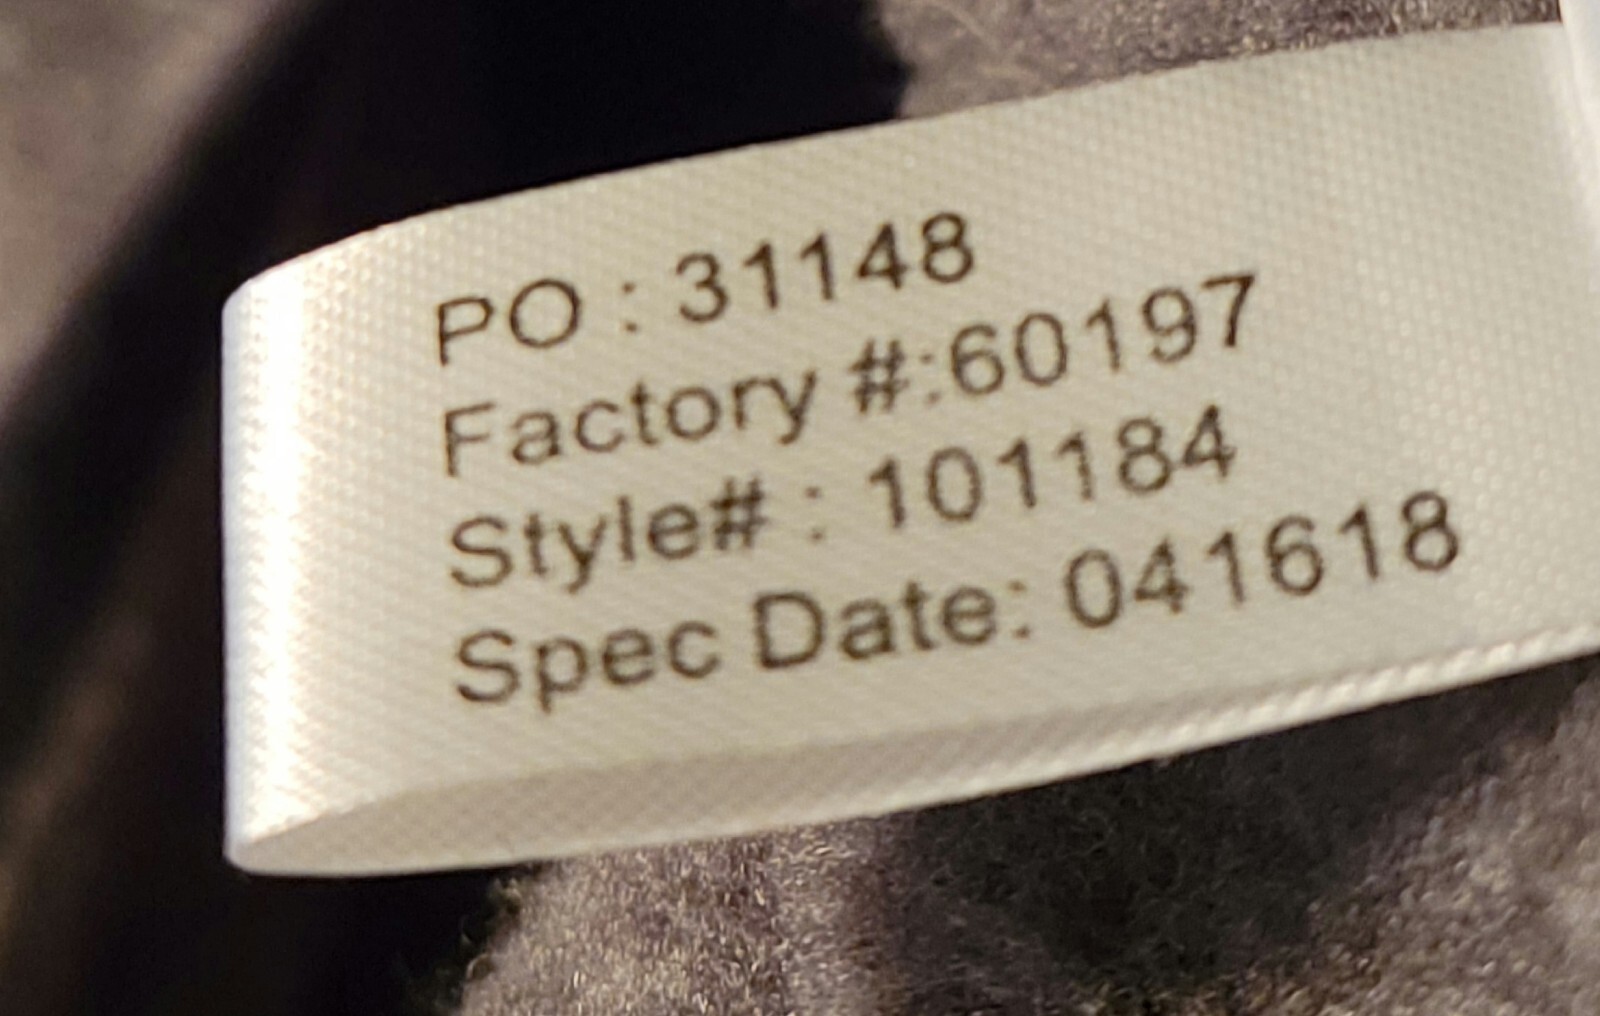 PO : 31148
Factory #:60197
Style# : 101184
Spec Date: 041618